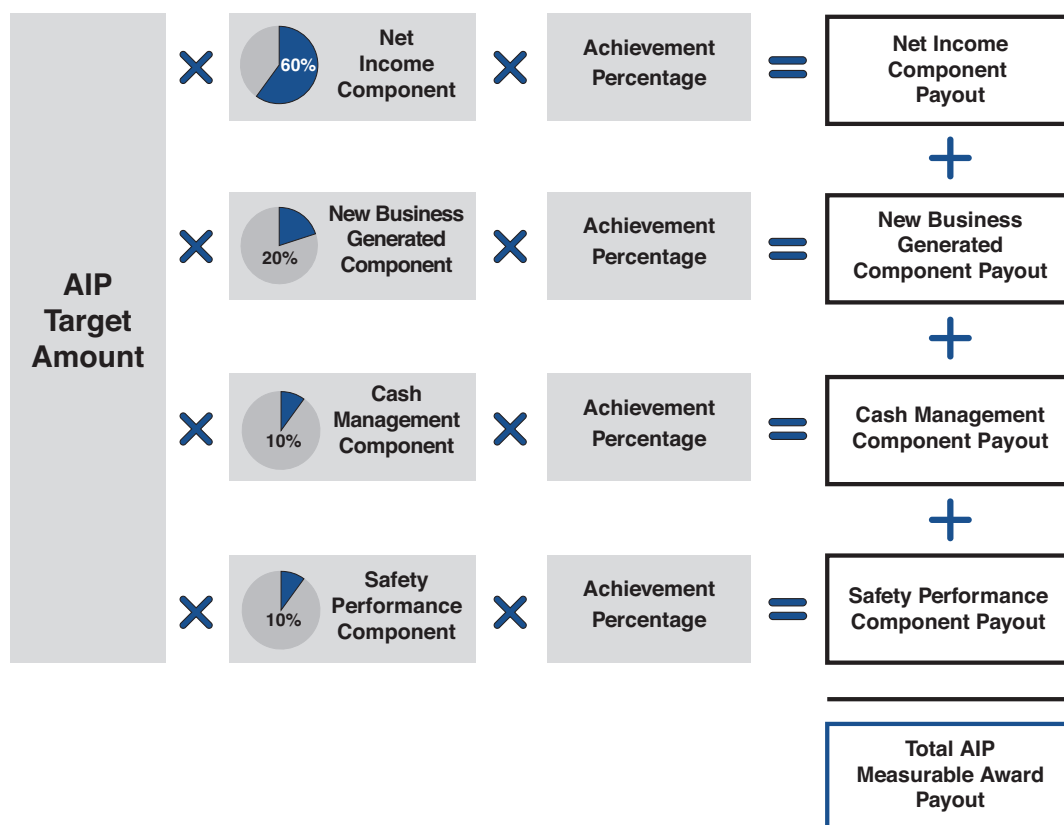 AIP
Target
Amount
60%
Net
Income
Component
Achievement
Percentage
Net Income
Component
Payout
20%
New Business
Generated
Component
Achievement
Percentage
New Business
Generated
Component Payout
10%
Cash
Management
Component
Achievement
Percentage
Cash Management
Component Payout
10%
Safety
Performance
Component
Achievement
Percentage
Safety Performance
Component Payout
Total AIP
Measurable Award
Payout